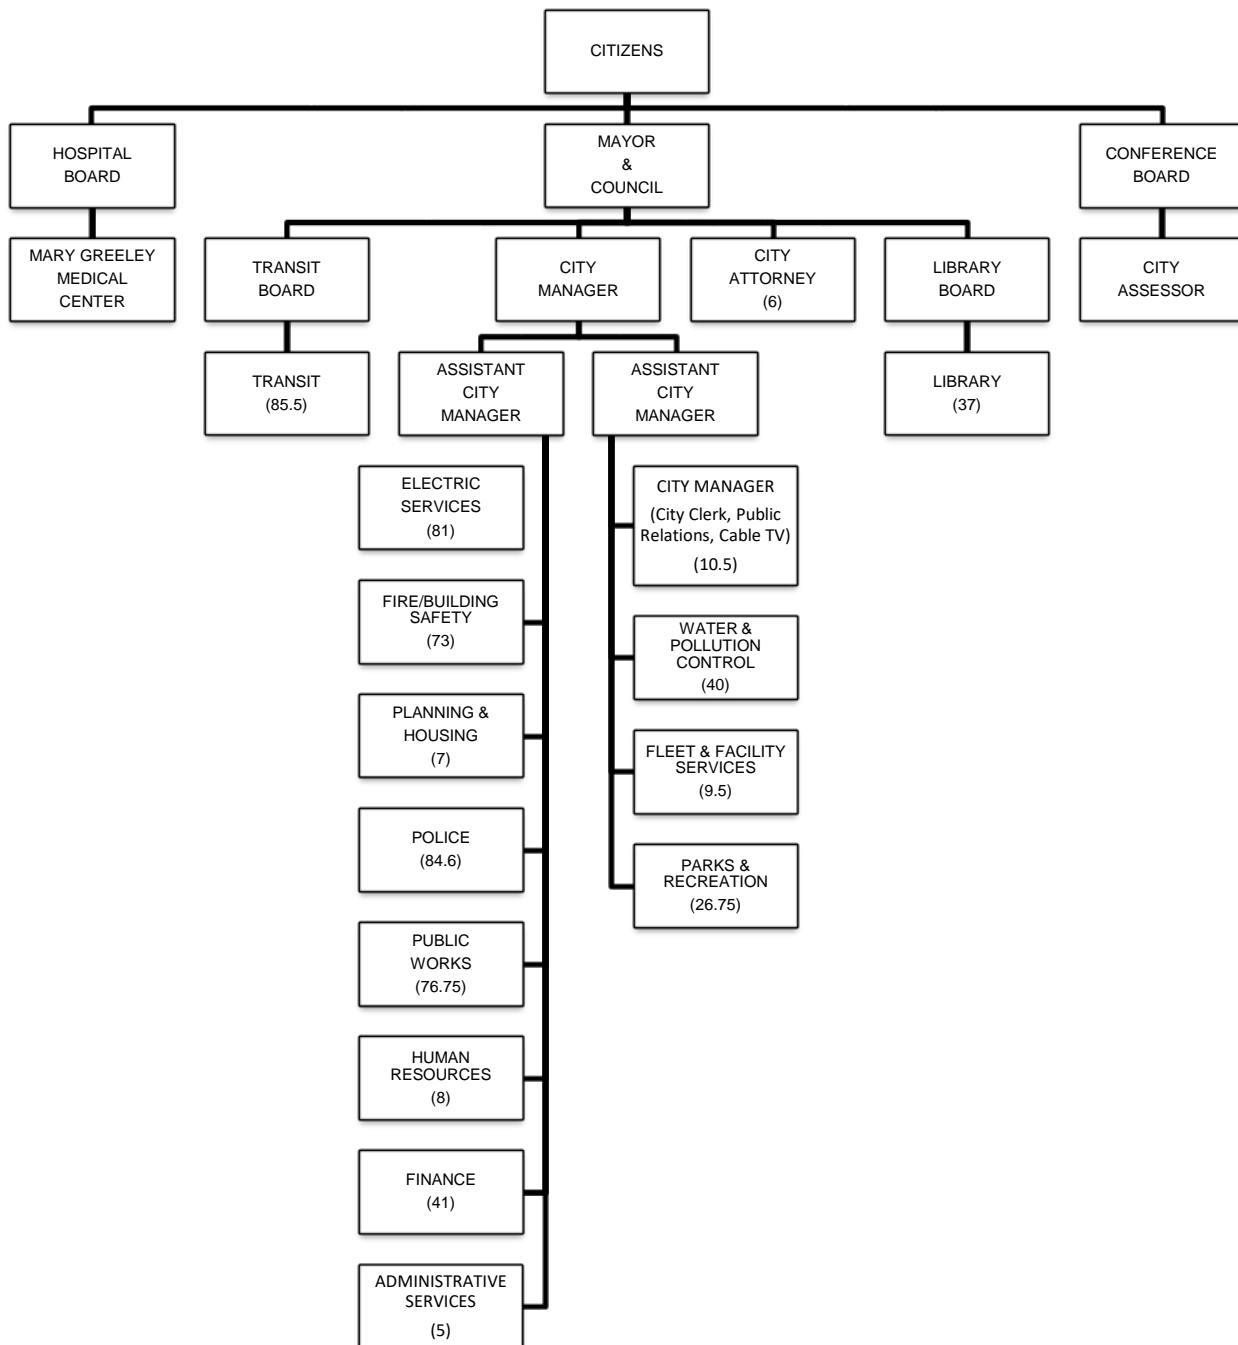 CITIZENS
HOSPITAL
BOARD
MAYOR
&
COUNCIL
CONFERENCE
BOARD
MARY GREELEY
MEDICAL
CENTER
TRANSIT
BOARD
CITY
MANAGER
CITY
ATTORNEY
(6)
LIBRARY
BOARD
CITY
ASSESSOR
TRANSIT
(85.5)
ASSISTANT
CITY
MANAGER
ASSISTANT
CITY
MANAGER
LIBRARY
(37)
ELECTRIC
SERVICES
(81)
FIRE/BUILDING
SAFETY
(73)
PLANNING &
HOUSING
(7)
POLICE
(84.6)
PUBLIC
WORKS
(76.75)
HUMAN
RESOURCES
(8)
FINANCE
(41)
ADMINISTRATIVE
SERVICES
(5)
CITY MANAGER
(City Clerk, Public
Relations, Cable TV)
(10.5)
WATER &
POLLUTION
CONTROL
(40)
FLEET & FACILITY
SERVICES
(9.5)
PARKS &
RECREATION
(26.75)